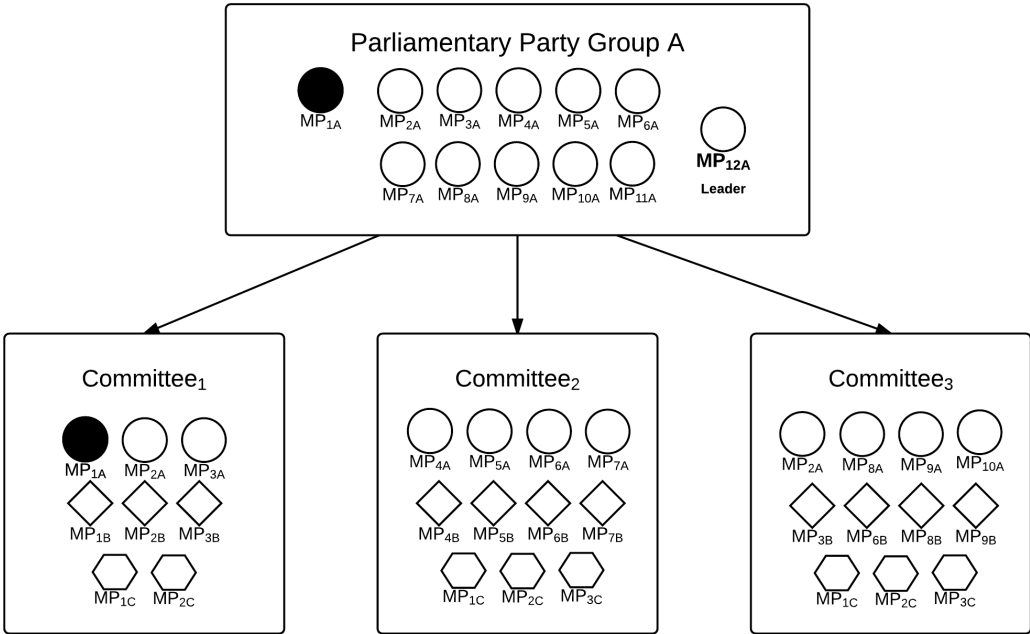 Parliamentary Party Group A
MP1A MP2A MP3A MP4A MP5A MP6A
MP12A
Leader
MP7A MP8A MP9A MP10A MP11A
Committee1
MP1A MP2A MP3A
MP1B MP2B MP3B
MP1C MP2C
Committee2
MP4A MP5A MP6A MP7A
MP4B MP5B MP6B MP7B
MP1C MP2C MP3C
Committee3
MP2A MP8A MP9A MP10A
MP3B MP6B MP8B MP9B
MP1C MP2C MP3C